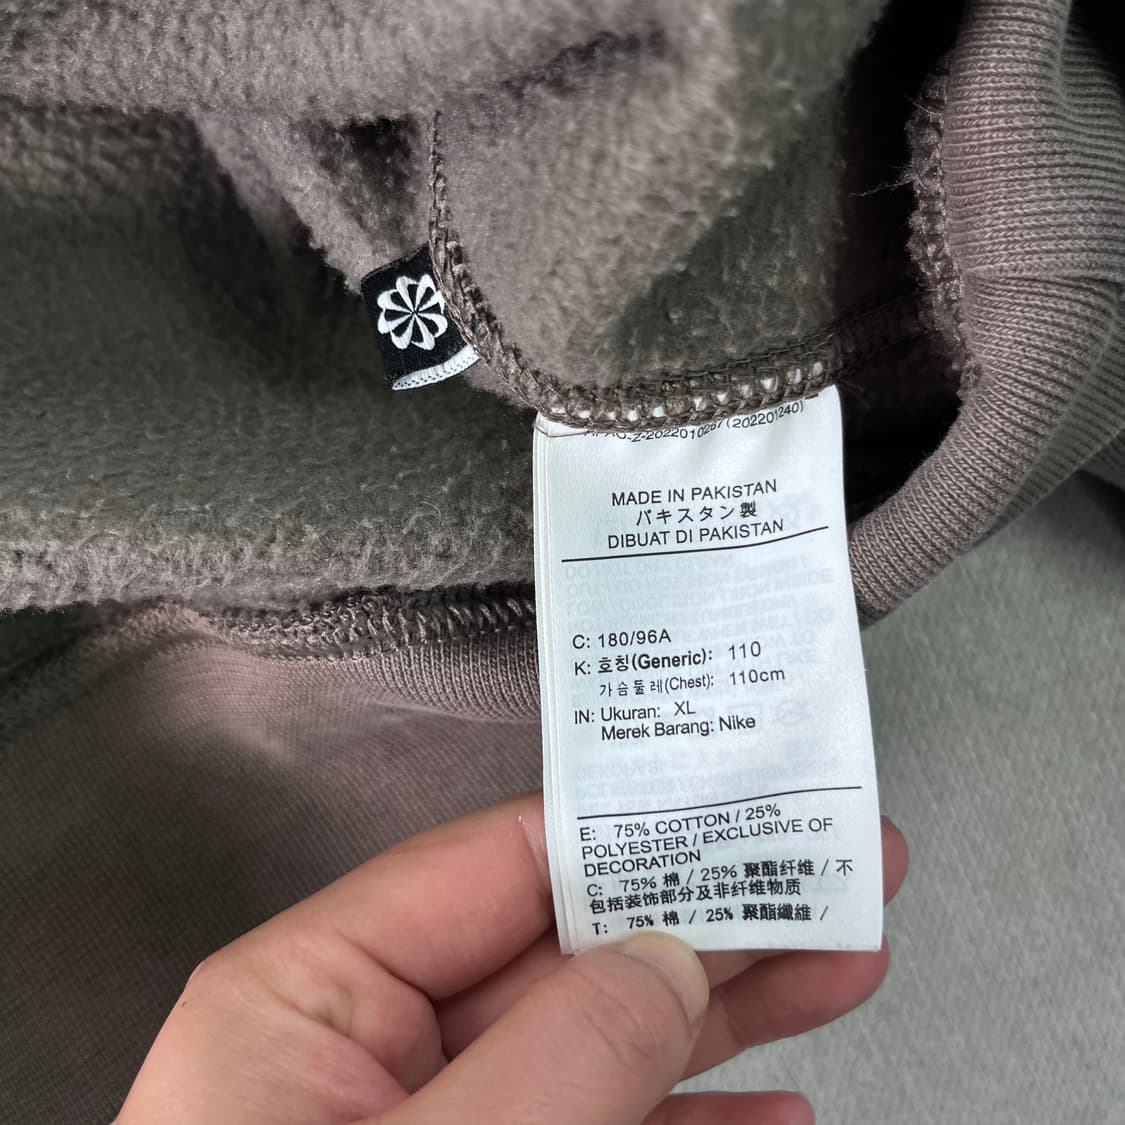 -Z-2022010267 (202201240)
MADE IN PAKISTAN
パキスタン製
DIBUAT DI PAKISTAN
C: 180/96A
K: 호칭(Generic): 110
가슴둘레(Chest): 110cm
IN: Ukuran: XL
Merek Barang: Nike
E: 75% COTTON / 25%
POLYESTER / EXCLUSIVE OF
DECORATION
C: 75% 棉 / 25% 聚酯纤维 / 不
包括装饰部分及非纤维物质
T: 75% 棉 / 25% 聚酯纖維 /